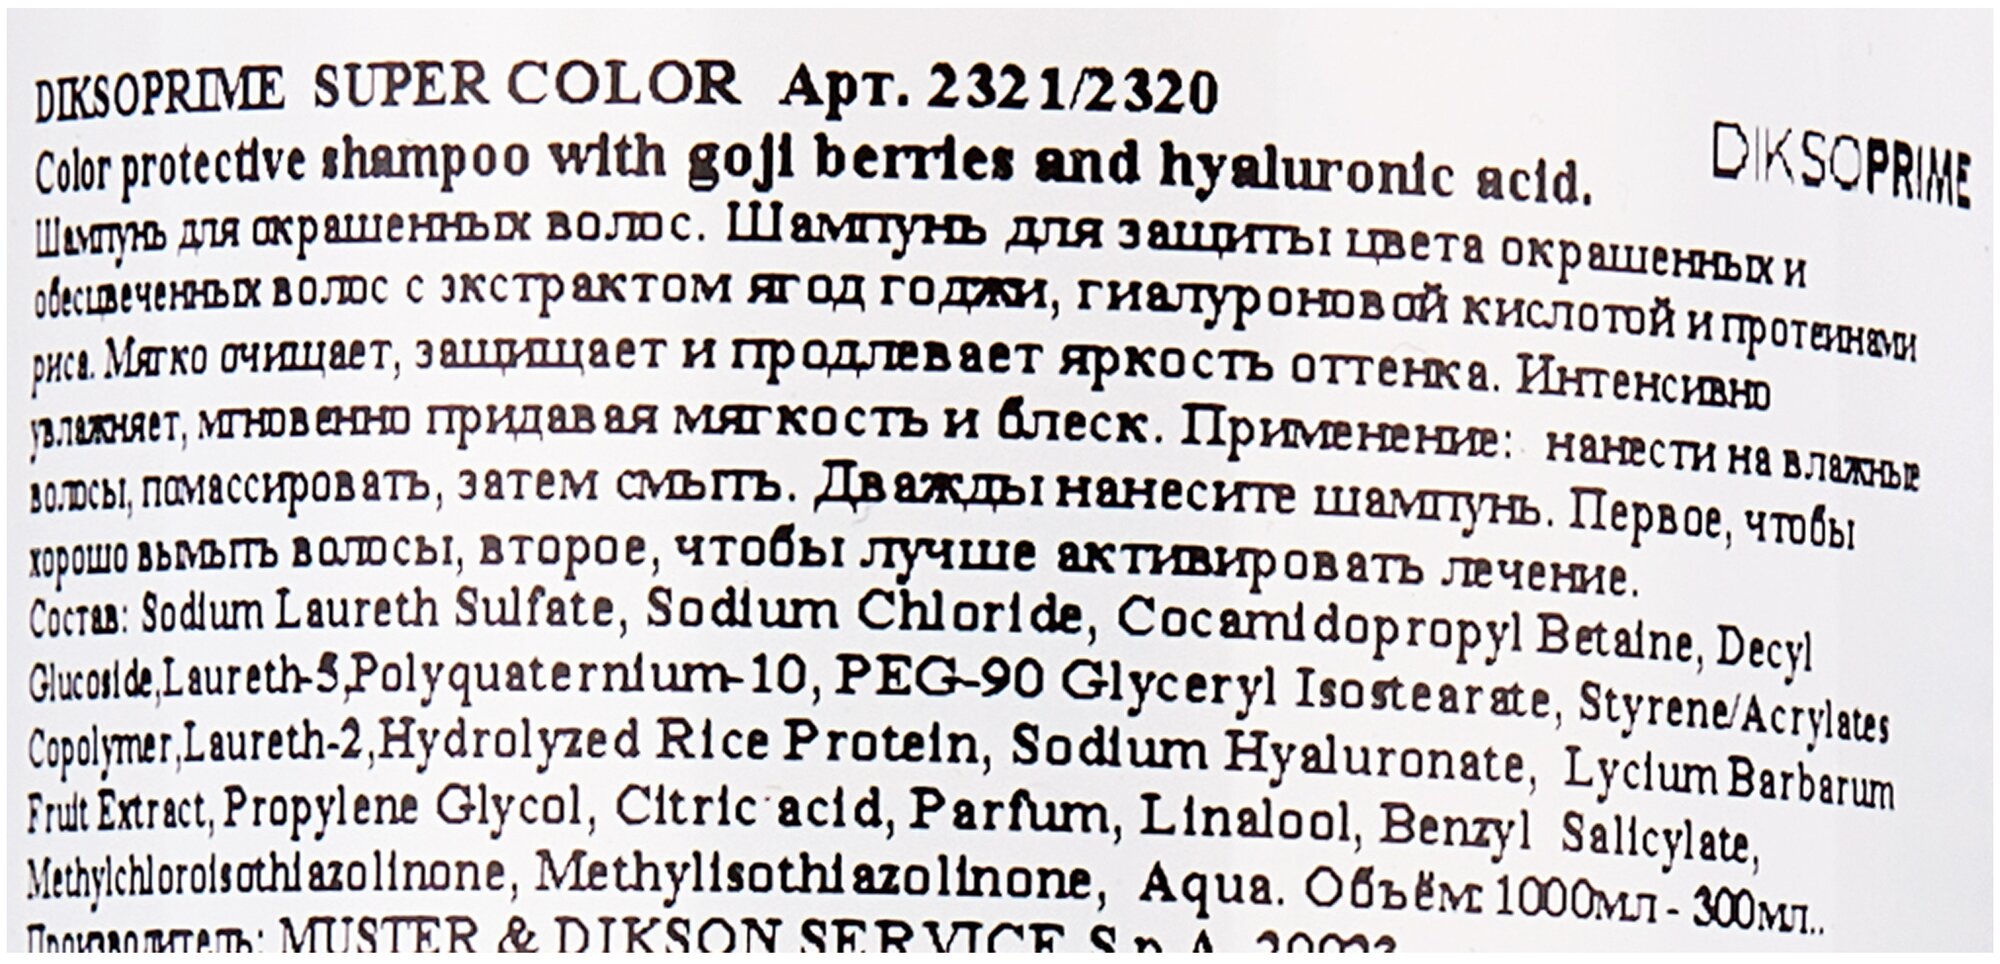 DIKSOPRIME SUPER COLOR Арт. 2321/2320
DIKSOPRIME
Color protective shampoo with goji berries and hyaluronic acid.
Шампунь для окрашенных волос. Шампунь для защиты цвета окрашенных и
обесцвеченных волос с экстрактом ягод годжи, гиалуроновой кислотой и протеинами
риса. Мягко очищает, защищает и продлевает яркость оттенка. Интенсивно
увлажняет, мгновенно придавая мягкость и блеск. Применение: нанести на влажные
волосы, помассировать, затем смыть. Дважды нанесите шампунь. Первое, чтобы
хорошо вымыть волосы, второе, чтобы лучше активировать лечение.
Состав: Sodium Laureth Sulfate, Sodium Chloride, Cocamidopropyl Betaine, Decyl
Glucoside,Laureth-5,Polyquaternium-10, PEG-90 Glyceryl Isostearate, Styrene/Acrylates
Copolymer,Laureth-2,Hydrolyzed Rice Protein, Sodium Hyaluronate, Lycium Barbarum
Fruit Extract, Propylene Glycol, Citric acid, Parfum, Linalool, Benzyl Salicylate,
Methylchloroisothiazolinone, Methylisothiazolinone, Aqua. Объём: 1000мл - 300мл..
Производитель: MUSTER & DIKSON SERVICE S.p.A. 20023